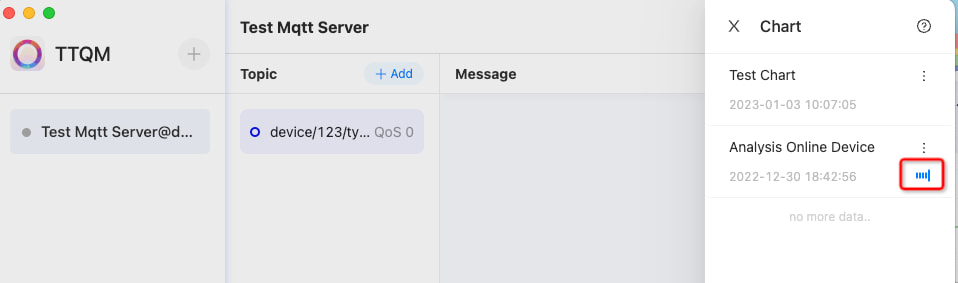 TTQM
Test Mqtt Server@d...
Test Mqtt Server
Topic
+ Add
device/123/ty... QoS 0
Message
Chart
Test Chart
2023-01-03 10:07:05
Analysis Online Device
2022-12-30 18:42:56
no more data..